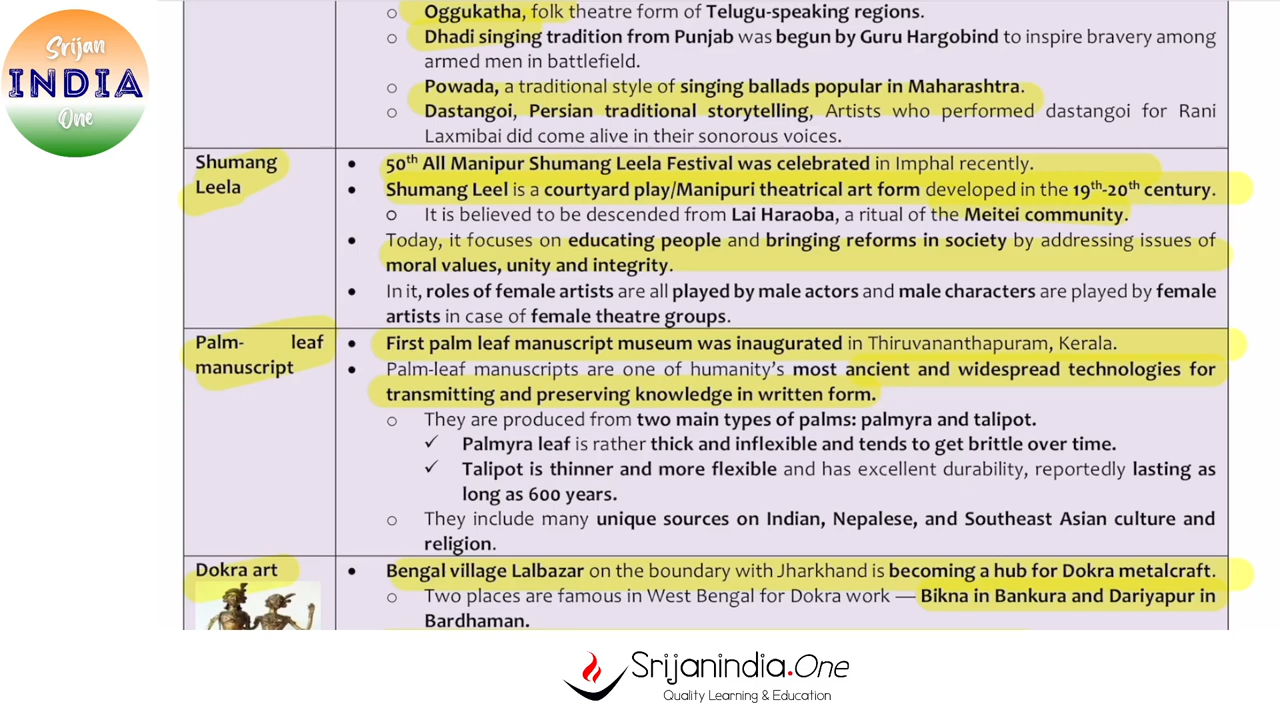 Srijan
INDIA
One
o Oggukatha, folk theatre form of Telugu-speaking regions.
o Dhadi singing tradition from Punjab was begun by Guru Hargobind to inspire bravery among
armed men in battlefield.
o Powada, a traditional style of singing ballads popular in Maharashtra.
o Dastangoi, Persian traditional storytelling, Artists who performed dastangoi for Rani
Laxmibai did come alive in their sonorous voices.
Shumang
Leela
• 50th All Manipur Shumang Leela Festival was celebrated in Imphal recently.
• Shumang Leel is a courtyard play/Manipuri theatrical art form developed in the 19th-20th century.
o It is believed to be descended from Lai Haraoba, a ritual of the Meitei community.
• Today, it focuses on educating people and bringing reforms in society by addressing issues of
moral values, unity and integrity.
• In it, roles of female artists are all played by male actors and male characters are played by female
artists in case of female theatre groups.
Palm- leaf
manuscript
• First palm leaf manuscript museum was inaugurated in Thiruvananthapuram, Kerala.
• Palm-leaf manuscripts are one of humanity's most ancient and widespread technologies for
transmitting and preserving knowledge in written form.
o They are produced from two main types of palms: palmyra and talipot.
✓ Palmyra leaf is rather thick and inflexible and tends to get brittle over time.
✓ Talipot is thinner and more flexible and has excellent durability, reportedly lasting as
long as 600 years.
o They include many unique sources on Indian, Nepalese, and Southeast Asian culture and
religion.
Dokra art
• Bengal village Lalbazar on the boundary with Jharkhand is becoming a hub for Dokra metalcraft.
o Two places are famous in West Bengal for Dokra work — Bikna in Bankura and Dariyapur in
Bardhaman.
Srijanindia.One
Quality Learning & Education